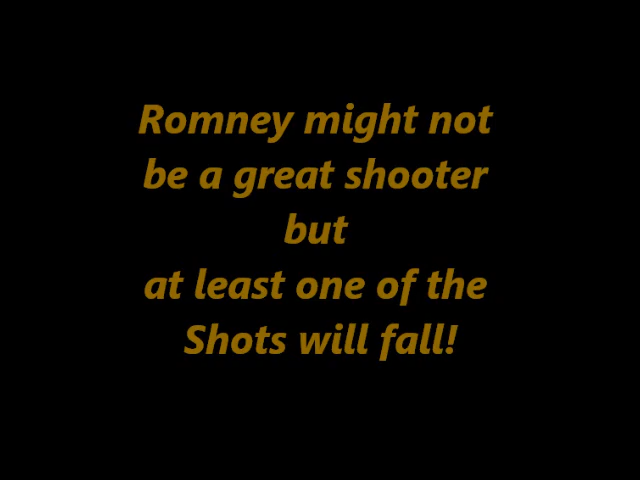 Romney might not
be a great shooter
but
at least one of the
Shots will fall!